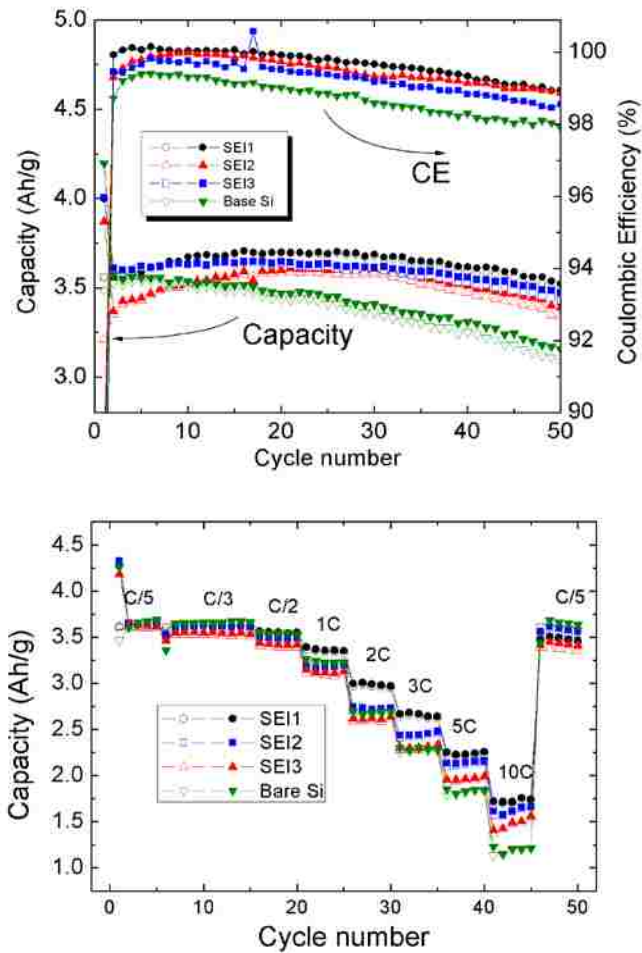 5.0
4.5
4.0
3.5
3.0
Capacity (Ah/g)
100
98
96
94
92
90
Coulombic Efficiency (%)
SEI1
SEI2
SEI3
Base Si
CE
Capacity
0 10 20 30 40 50
Cycle number
4.5
4.0
3.5
3.0
2.5
2.0
1.5
1.0
Capacity (Ah/g)
C/5
C/3
C/2
1C
2C
3C
5C
10C
C/5
SEI1
SEI2
SEI3
Bare Si
0 10 20 30 40 50
Cycle number